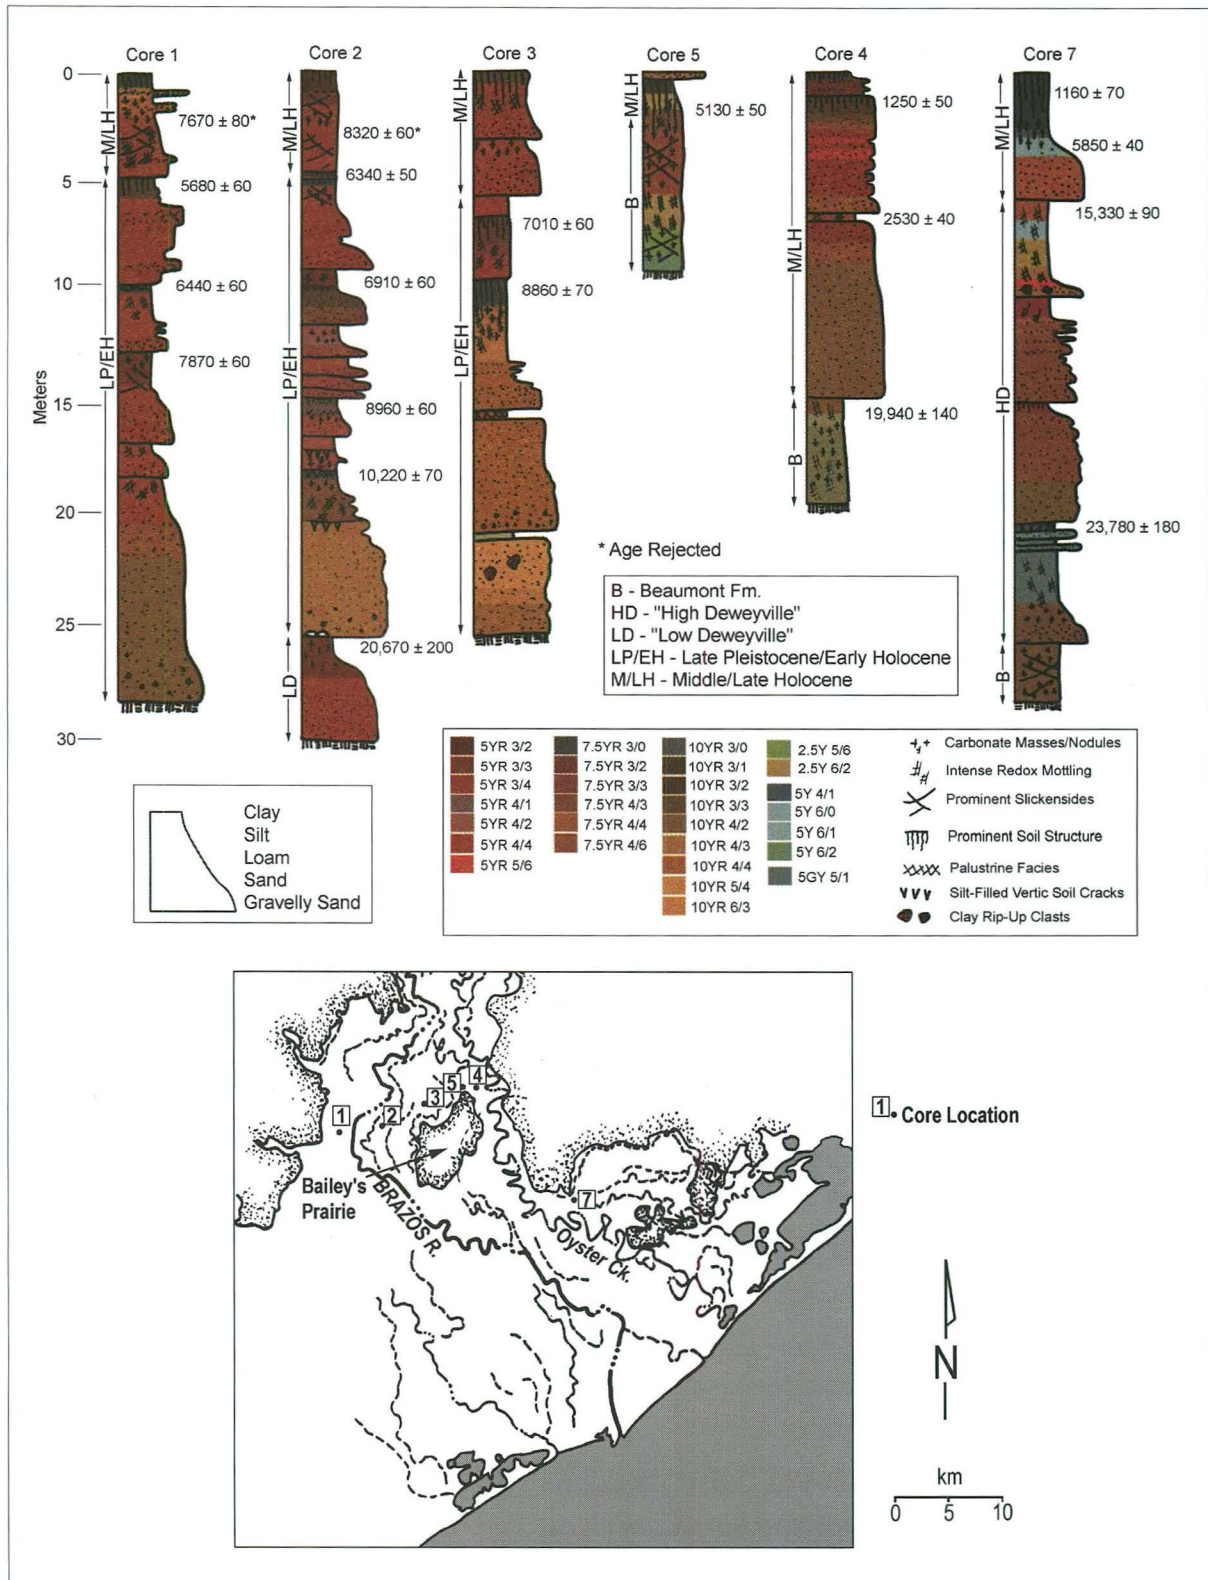 Core 1
Core 2
Core 3
Core 5
Core 4
Core 7
Meters
0
5
10
15
20
25
30
M/LH
LP/EH
7670 ± 80*
5680 ± 60
6440 ± 60
7870 ± 60
M/LH
LP/EH
LD
8320 ± 60*
6340 ± 50
6910 ± 60
8960 ± 60
10,220 ± 70
20,670 ± 200
M/LH
LP/EH
7010 ± 60
8860 ± 70
M/LH
B
5130 ± 50
M/LH
B
1250 ± 50
2530 ± 40
19,940 ± 140
M/LH
HD
B
1160 ± 70
5850 ± 40
15,330 ± 90
23,780 ± 180
* Age Rejected
B - Beaumont Fm.
HD - "High Deweyville"
LD - "Low Deweyville"
LP/EH - Late Pleistocene/Early Holocene
M/LH - Middle/Late Holocene
Clay
Silt
Loam
Sand
Gravelly Sand
5YR 3/2
5YR 3/3
5YR 3/4
5YR 4/1
5YR 4/2
5YR 4/4
5YR 5/6
7.5YR 3/0
7.5YR 3/2
7.5YR 3/3
7.5YR 4/3
7.5YR 4/4
7.5YR 4/6
10YR 3/0
10YR 3/1
10YR 3/2
10YR 3/3
10YR 4/2
10YR 4/3
10YR 4/4
10YR 5/4
10YR 6/3
2.5Y 5/6
2.5Y 6/2
5Y 4/1
5Y 6/0
5Y 6/1
5Y 6/2
5GY 5/1
Carbonate Masses/Nodules
Intense Redox Mottling
Prominent Slickensides
Prominent Soil Structure
Palustrine Facies
Silt-Filled Vertic Soil Cracks
Clay Rip-Up Clasts
1
2
3
5
4
7
Bailey's
Prairie
BRAZOS R.
Oyster Ck.
1 Core Location
N
km
0 5 10